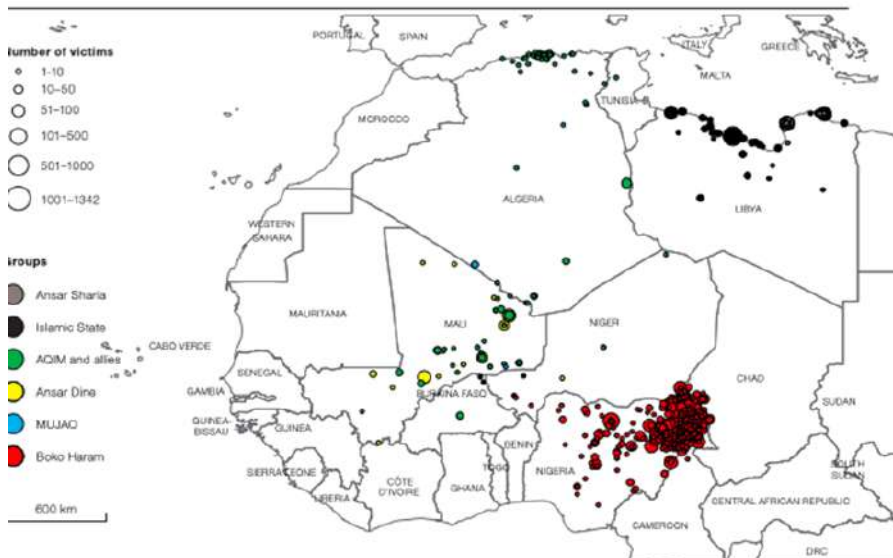 Number of victims
1-10
10–50
51–100
101–500
501–1000
1001–1342
Groups
Ansar Sharia
Islamic State
AQIM and allies
Ansar Dine
MUJAO
Boko Haram
600 km
PORTUGAL
SPAIN
ITALY
GREECE
MALTA
TUNISIA
MOROCCO
ALGERIA
LIBYA
WESTERN
SAHARA
MAURITANIA
MALI
NIGER
CHAD
SUDAN
CABO VERDE
SENEGAL
GAMBIA
GUINEA-
BISSAU
GUINEA
SIERRA LEONE
LIBERIA
CÔTE
D'IVOIRE
BURKINA FASO
GHANA
TOGO
BENIN
NIGERIA
CAMEROON
CENTRAL AFRICAN REPUBLIC
SOUTH
SUDAN
DRC